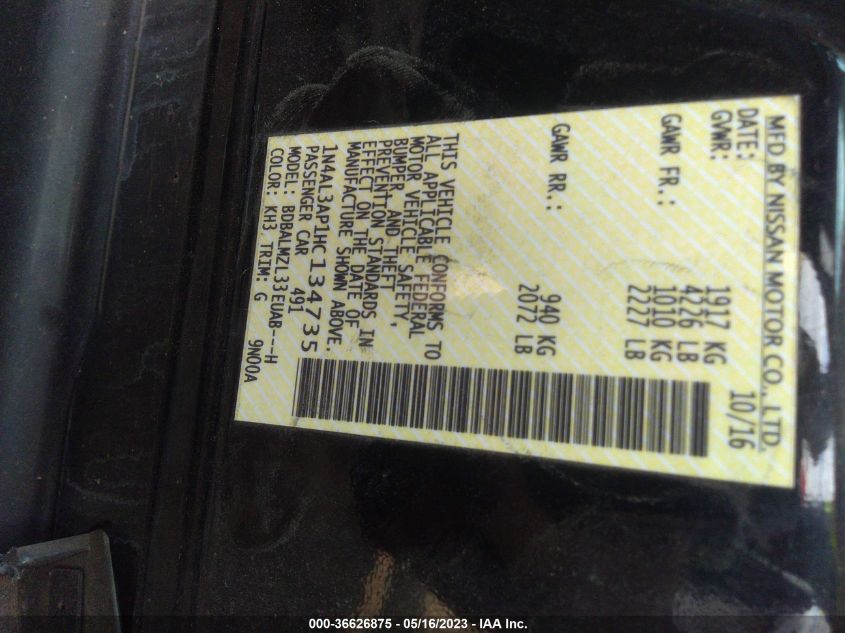 MFD BY NISSAN MOTOR CO., LTD.
DATE: 10/16
GVWR: 1917 KG
4226 LB
GAWR FR.: 1010 KG
2227 LB
GAWR RR.: 940 KG
2072 LB
THIS VEHICLE CONFORMS TO
ALL APPLICABLE FEDERAL
MOTOR VEHICLE SAFETY,
BUMPER, AND THEFT
PREVENTION STANDARDS IN
EFFECT ON THE DATE OF
MANUFACTURE SHOWN ABOVE.
1N4AL3AP1HC134735
PASSENGER CAR 491
MODEL: BDBALMZL33EUAB---H
COLOR: KH3 TRIM: G 9N00A
000-36626875 - 05/16/2023 - IAA Inc.